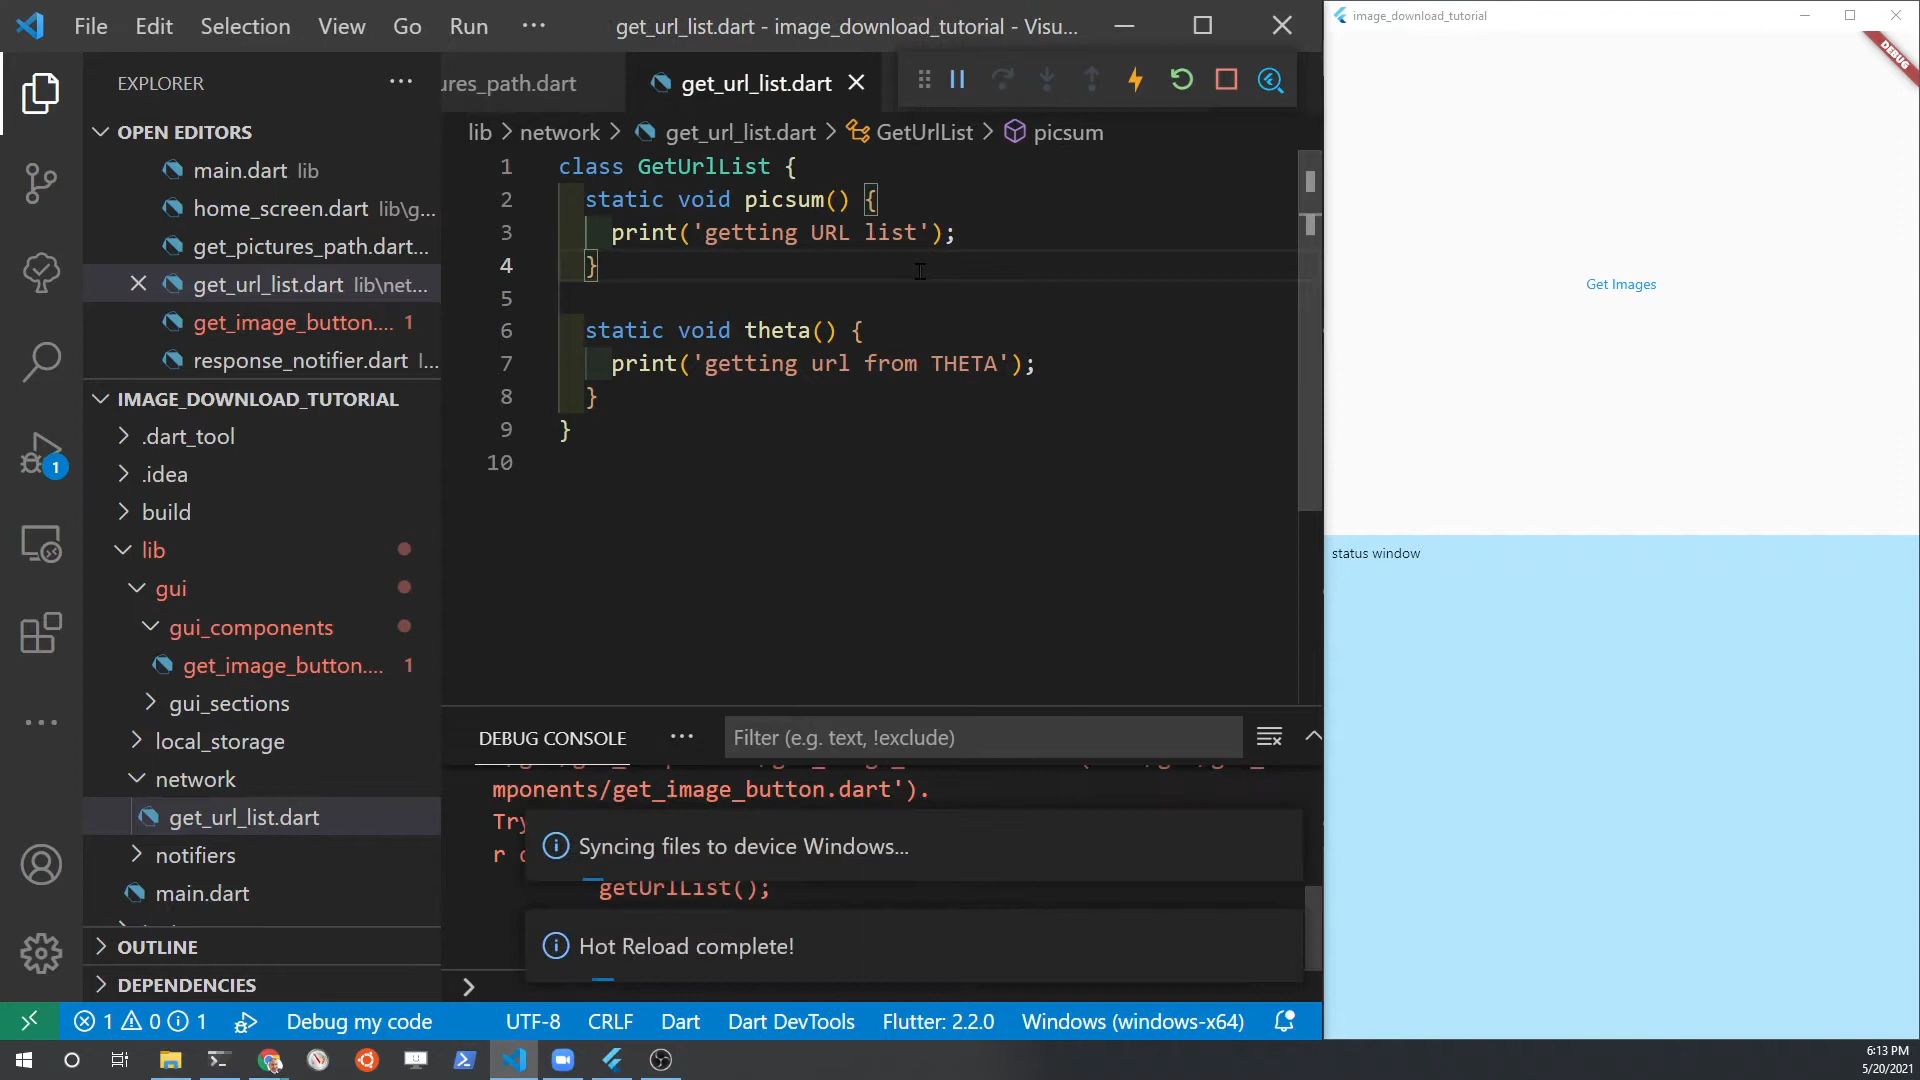 File Edit Selection View Go Run ··· get_url_list.dart - image_download_tutorial - Visu...
EXPLORER ···
OPEN EDITORS
main.dart lib
home_screen.dart lib\g...
get_pictures_path.dart...
get_url_list.dart lib\net...
get_image_button.... 1
response_notifier.dart l...
IMAGE_DOWNLOAD_TUTORIAL
.dart_tool
.idea
build
lib
gui
gui_components
get_image_button.... 1
gui_sections
local_storage
network
get_url_list.dart
notifiers
main.dart
OUTLINE
DEPENDENCIES
1
ures_path.dart get_url_list.dart
lib > network > get_url_list.dart > GetUrlList > picsum
1 class GetUrlList {
2 static void picsum() {
3 print('getting URL list');
4 }
5
6 static void theta() {
7 print('getting url from THETA');
8 }
9 }
10
DEBUG CONSOLE ··· Filter (e.g. text, !exclude)
mponents/get_image_button.dart').
Try
r
getUrlList();
Syncing files to device Windows...
Hot Reload complete!
1 0 1 Debug my code UTF-8 CRLF Dart Dart DevTools Flutter: 2.2.0 Windows (windows-x64)
image_download_tutorial
DEBUG
Get Images
status window
6:13 PM
5/20/2021